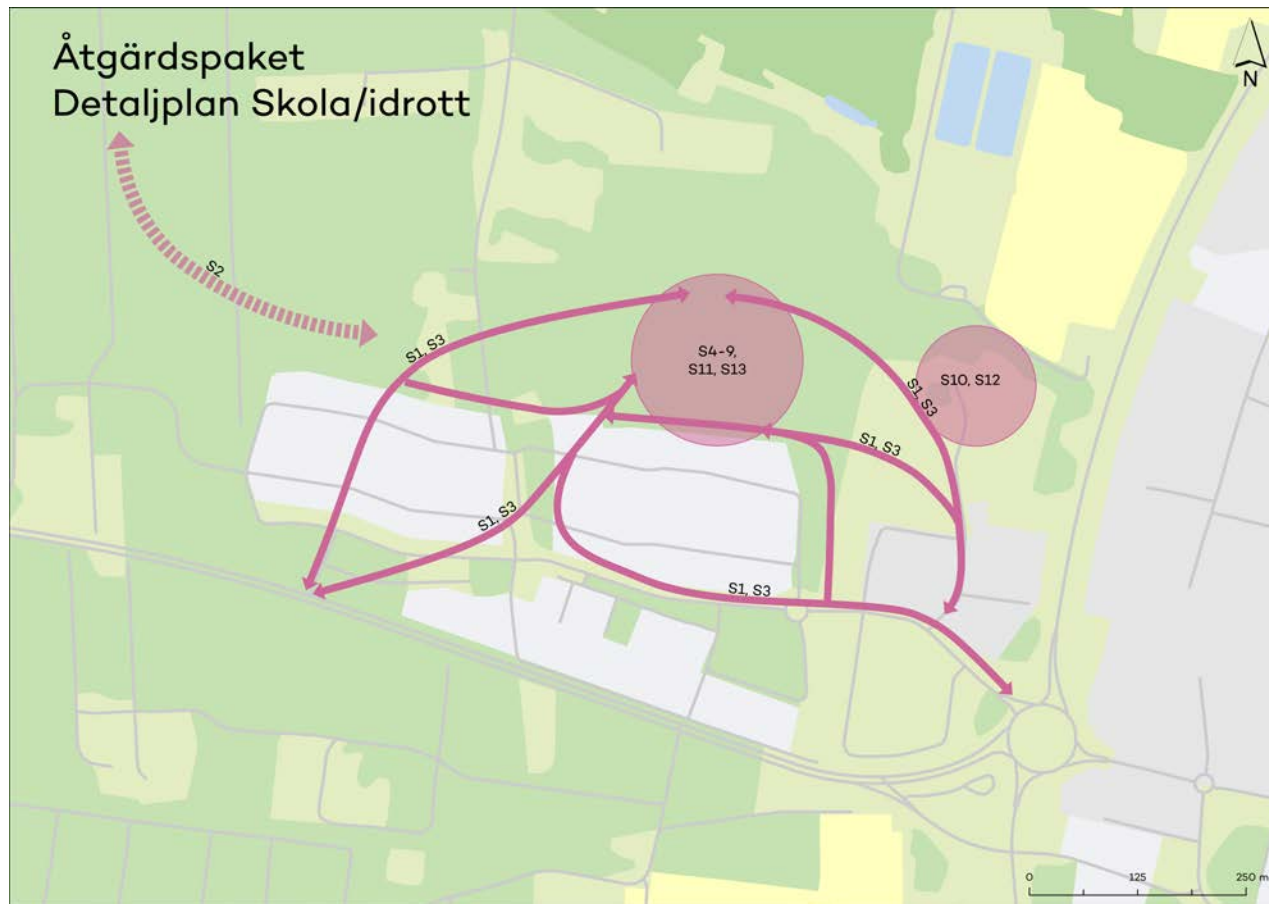 Åtgärdspaket
Detaljplan Skola/idrott
N
S2
S1, S3
S4-9,
S11, S13
S10, S12
S1, S3
S1, S3
S1, S3
S1, S3
0 125 250 m